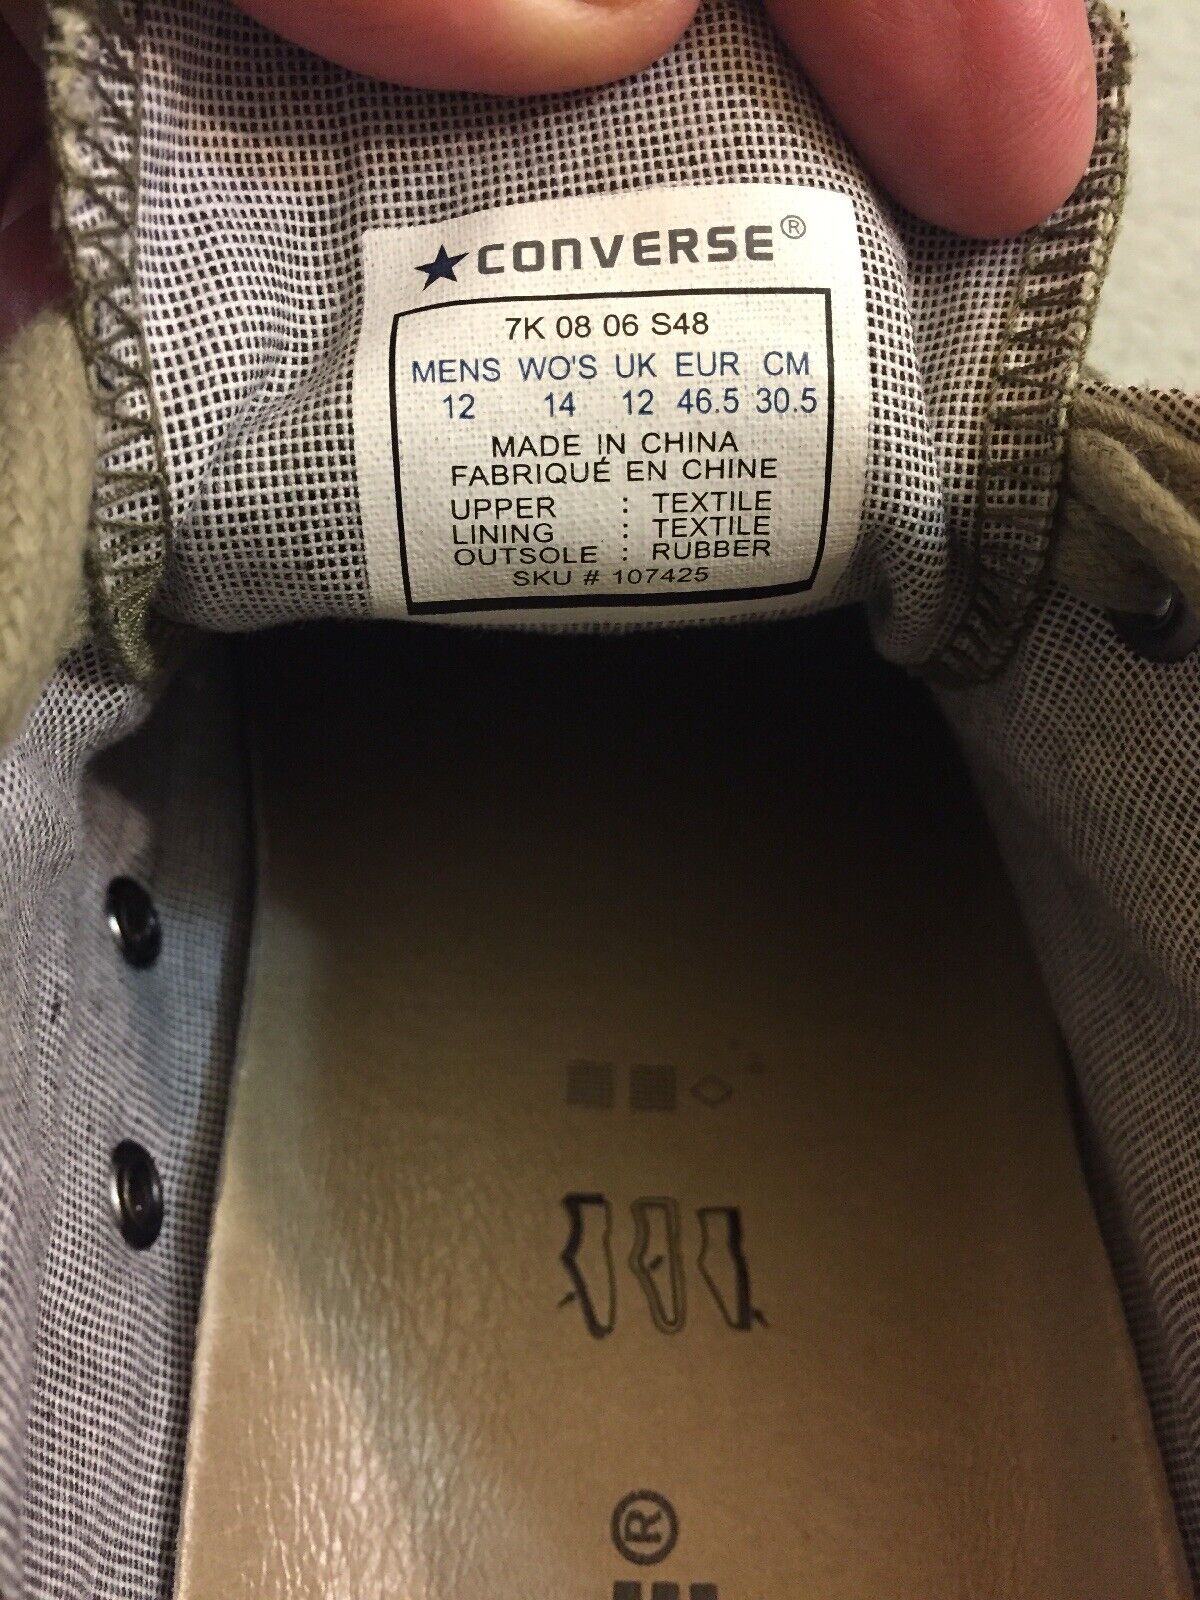 CONVERSE®
7K 08 06 S48
MENS WO'S UK EUR CM
12 14 12 46.5 30.5
MADE IN CHINA
FABRIQUÉ EN CHINE
UPPER : TEXTILE
LINING : TEXTILE
OUTSOLE : RUBBER
SKU # 107425
®